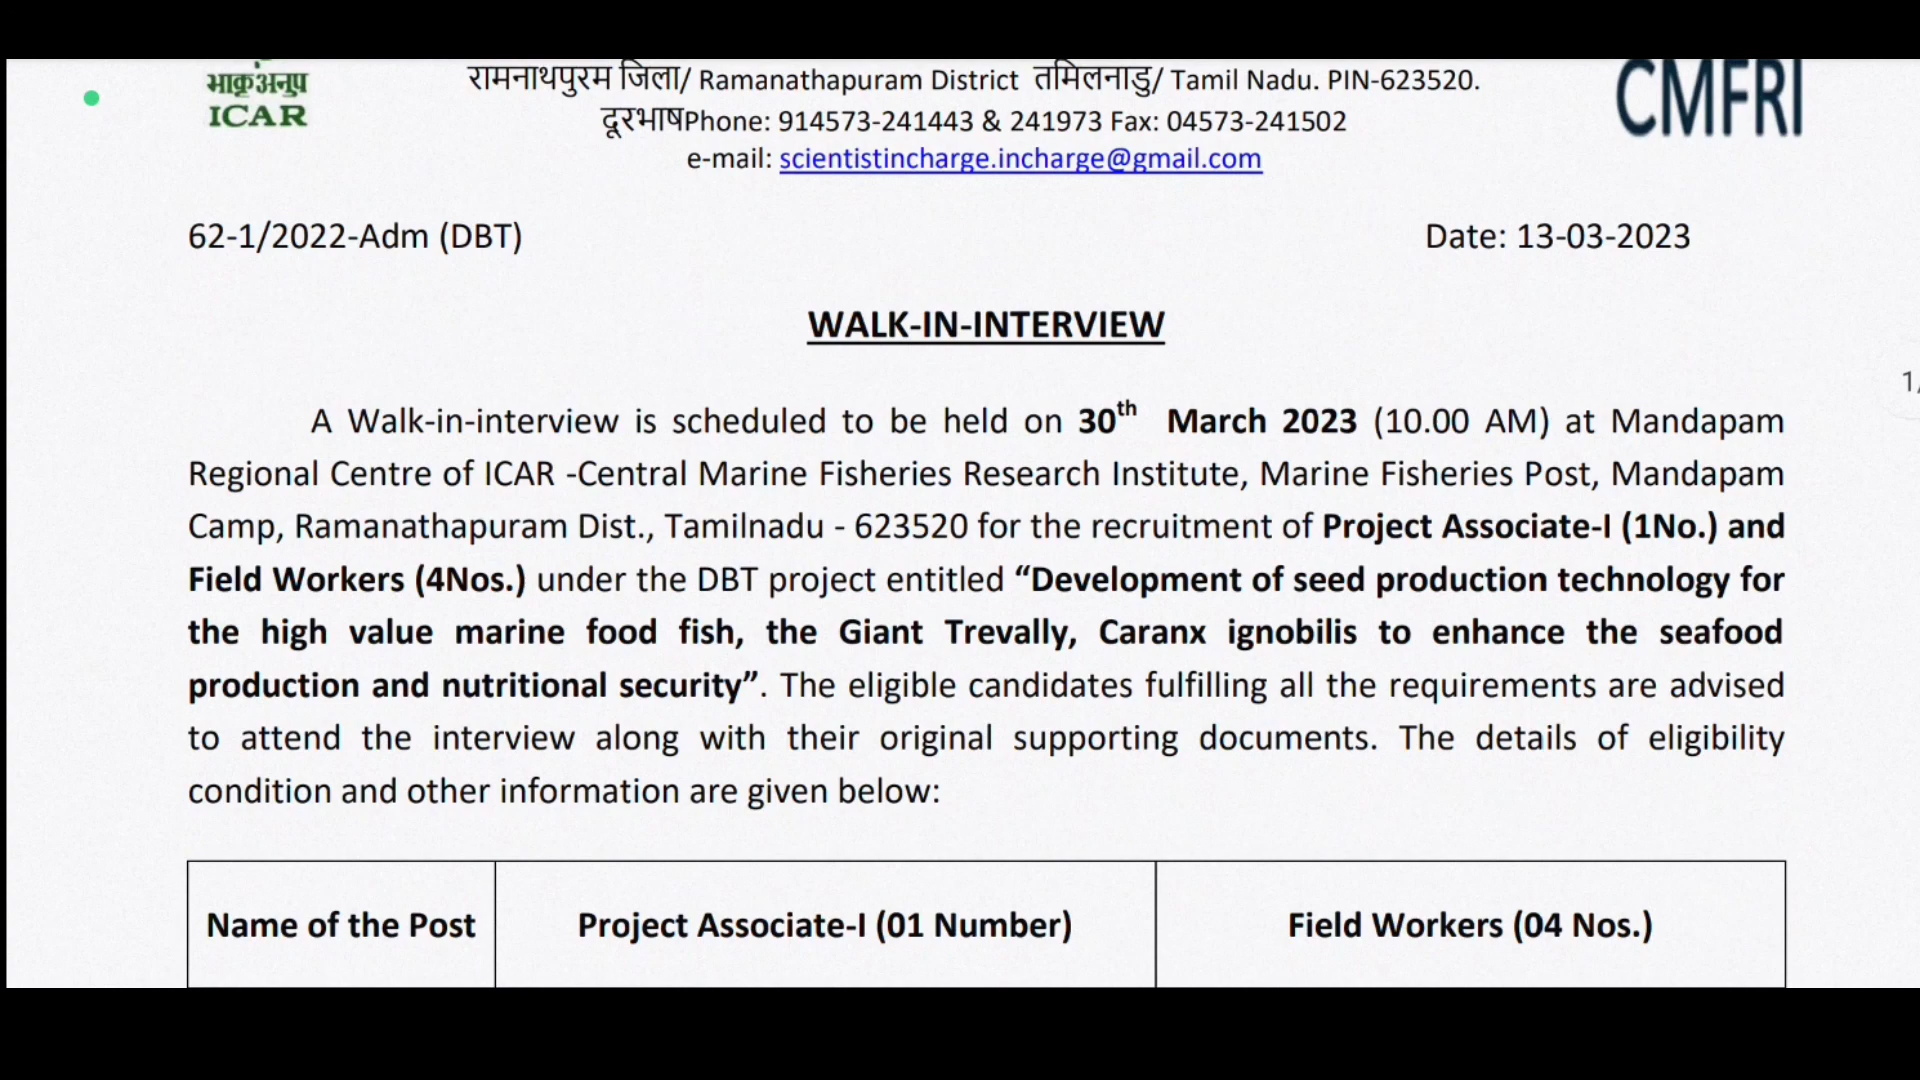 भाकृअनुप
ICAR
रामनाथपुरम जिला/ Ramanathapuram District तमिलनाडु/ Tamil Nadu. PIN-623520.
दूरभाषPhone: 914573-241443 & 241973 Fax: 04573-241502
e-mail: scientistincharge.incharge@gmail.com
CMFRI
62-1/2022-Adm (DBT)
Date: 13-03-2023
WALK-IN-INTERVIEW
A Walk-in-interview is scheduled to be held on 30th March 2023 (10.00 AM) at Mandapam
Regional Centre of ICAR -Central Marine Fisheries Research Institute, Marine Fisheries Post, Mandapam
Camp, Ramanathapuram Dist., Tamilnadu - 623520 for the recruitment of Project Associate-I (1No.) and
Field Workers (4Nos.) under the DBT project entitled “Development of seed production technology for
the high value marine food fish, the Giant Trevally, Caranx ignobilis to enhance the seafood
production and nutritional security”. The eligible candidates fulfilling all the requirements are advised
to attend the interview along with their original supporting documents. The details of eligibility
condition and other information are given below:
Name of the Post
Project Associate-I (01 Number)
Field Workers (04 Nos.)